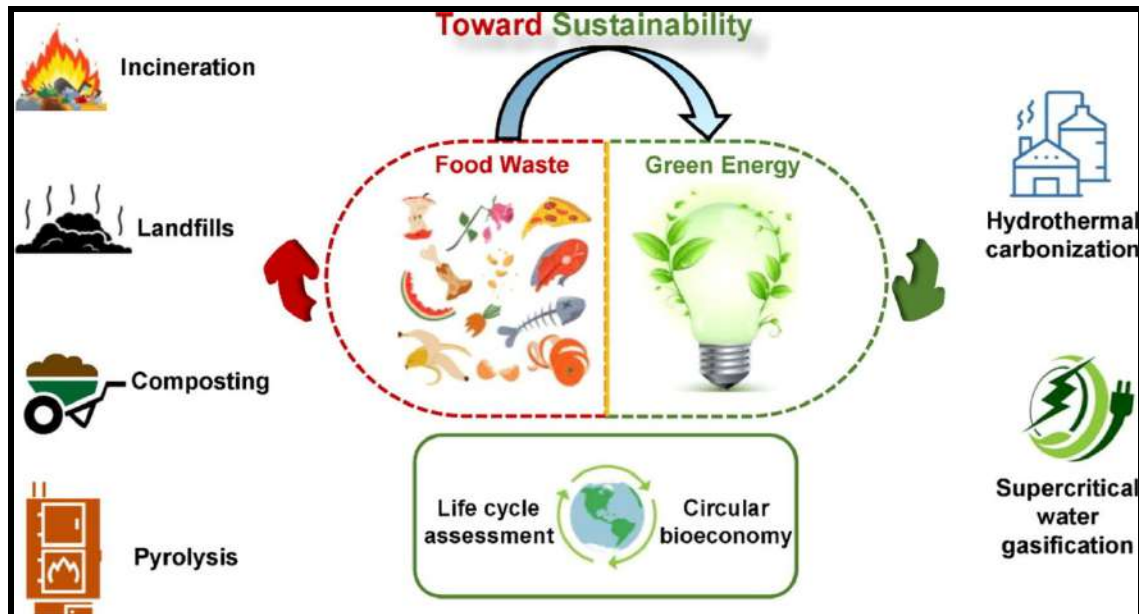 Toward Sustainability
Incineration
Food Waste
Green Energy
Landfills
Hydrothermal
carbonization
Composting
Life cycle
assessment
Circular
bioeconomy
Supercritical
water
gasification
Pyrolysis